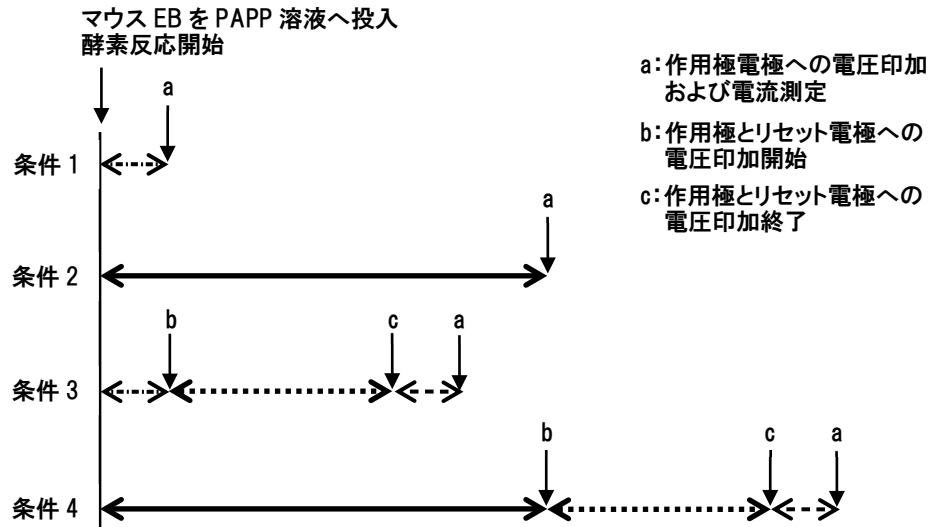 マウス EB を PAPP 溶液へ投入
酵素反応開始
a:作用極電極への電圧印加
および電流測定
b:作用極とリセット電極への
電圧印加開始
c:作用極とリセット電極への
電圧印加終了
a
条件 1
a
条件 2
b c a
条件 3
b c a
条件 4